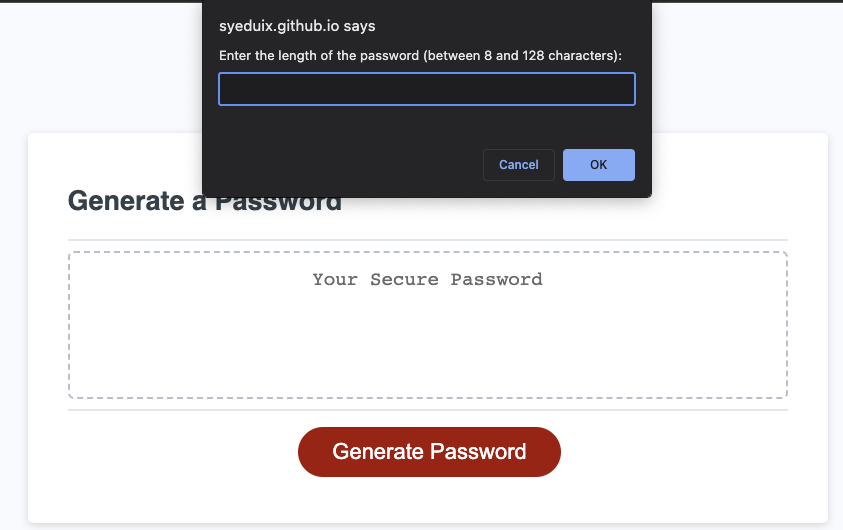 syeduix.github.io says
Enter the length of the password (between 8 and 128 characters):
Cancel
OK
Generate a Password
Your Secure Password
Generate Password